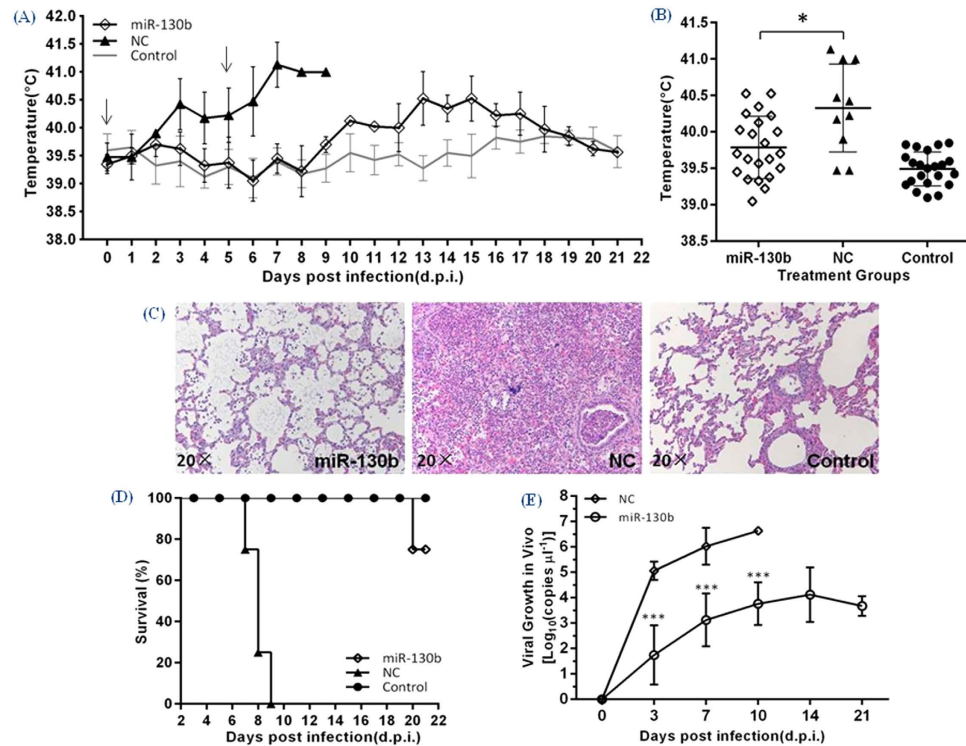 (A)
42.0
41.5
41.0
40.5
40.0
39.5
39.0
38.5
38.0
Temperature(°C)
miR-130b
NC
Control
0 1 2 3 4 5 6 7 8 9 10 11 12 13 14 15 16 17 18 19 20 21 22
Days post infection(d.p.i.)
(B)
41.5
41.0
40.5
40.0
39.5
39.0
38.5
Temperature(°C)
*
miR-130b NC Control
Treatment Groups
(C)
20× miR-130b
20× NC
20× Control
(D)
100
80
60
40
20
0
Survival (%)
miR-130b
NC
Control
2 4 6 8 10 12 14 16 18 20 22
Days post infection(d.p.i.)
(E)
8
7
6
5
4
3
2
1
0
Viral Growth in Vivo
[Log10(copies μl-1)]
NC
miR-130b
***
***
***
0 3 7 10 14 21
Days post infection(d.p.i.)